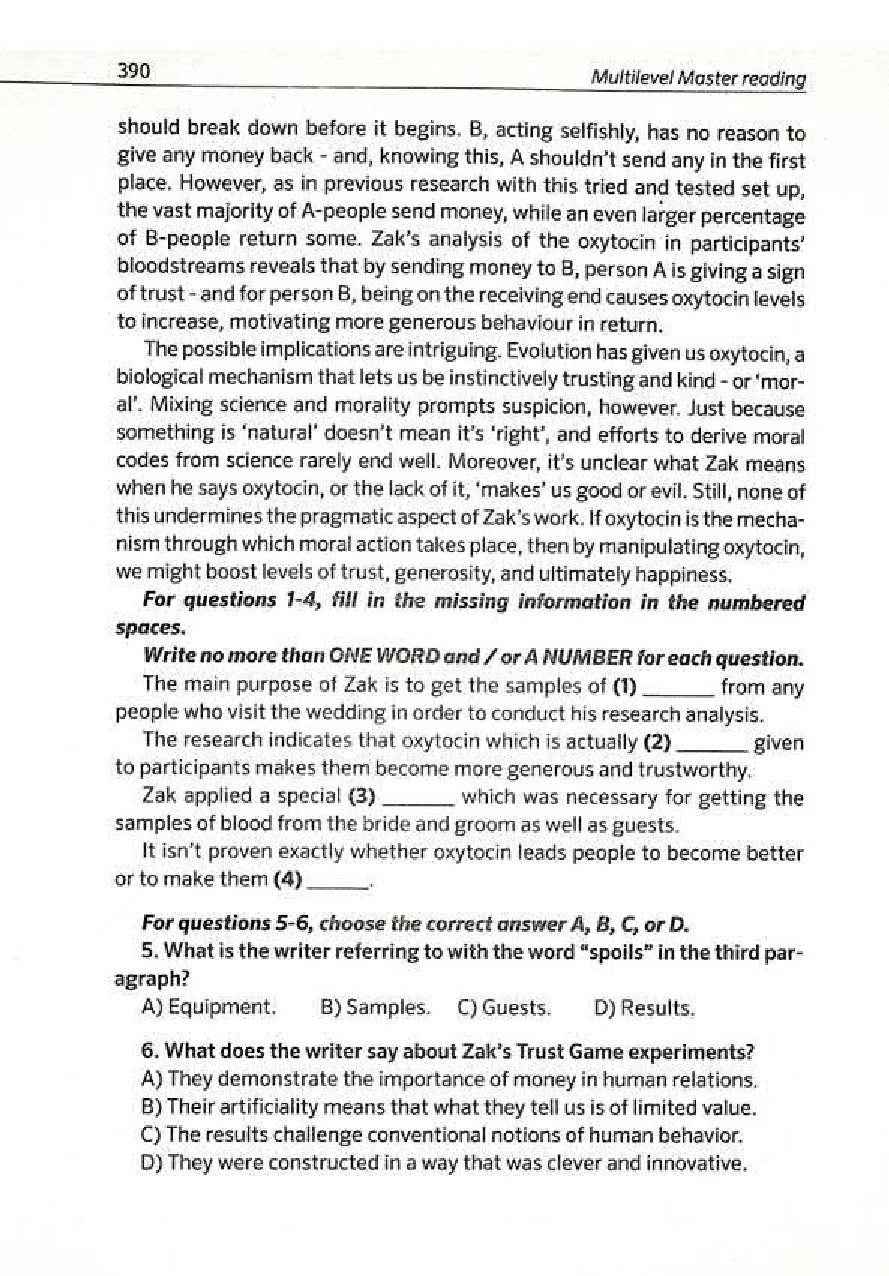 390
Multilevel Master reading
should break down before it begins. B, acting selfishly, has no reason to
give any money back - and, knowing this, A shouldn't send any in the first
place. However, as in previous research with this tried and tested set up,
the vast majority of A-people send money, while an even larger percentage
of B-people return some. Zak's analysis of the oxytocin in participants'
bloodstreams reveals that by sending money to B, person A is giving a sign
of trust - and for person B, being on the receiving end causes oxytocin levels
to increase, motivating more generous behaviour in return.
The possible implications are intriguing. Evolution has given us oxytocin, a
biological mechanism that lets us be instinctively trusting and kind - or 'mor-
al'. Mixing science and morality prompts suspicion, however. Just because
something is 'natural' doesn't mean it's 'right', and efforts to derive moral
codes from science rarely end well. Moreover, it's unclear what Zak means
when he says oxytocin, or the lack of it, 'makes' us good or evil. Still, none of
this undermines the pragmatic aspect of Zak's work. If oxytocin is the mecha-
nism through which moral action takes place, then by manipulating oxytocin,
we might boost levels of trust, generosity, and ultimately happiness.
For questions 1-4, fill in the missing information in the numbered
spaces.
Write no more than ONE WORD and / or A NUMBER for each question.
The main purpose of Zak is to get the samples of (1) _______ from any
people who visit the wedding in order to conduct his research analysis.
The research indicates that oxytocin which is actually (2) _______ given
to participants makes them become more generous and trustworthy.
Zak applied a special (3) _______ which was necessary for getting the
samples of blood from the bride and groom as well as guests.
It isn't proven exactly whether oxytocin leads people to become better
or to make them (4) ______.
For questions 5-6, choose the correct answer A, B, C, or D.
5. What is the writer referring to with the word "spoils" in the third par-
agraph?
A) Equipment. B) Samples. C) Guests. D) Results.
6. What does the writer say about Zak's Trust Game experiments?
A) They demonstrate the importance of money in human relations.
B) Their artificiality means that what they tell us is of limited value.
C) The results challenge conventional notions of human behavior.
D) They were constructed in a way that was clever and innovative.